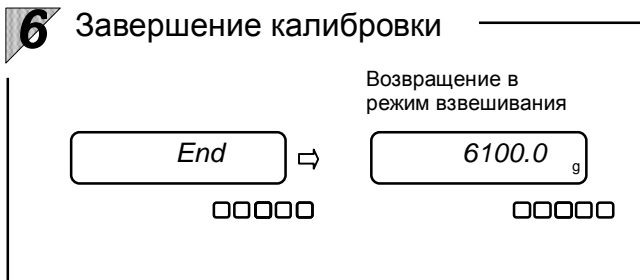 6 Завершение калибровки
Возвращение в
режим взвешивания
End ⇨ 6100.0 g